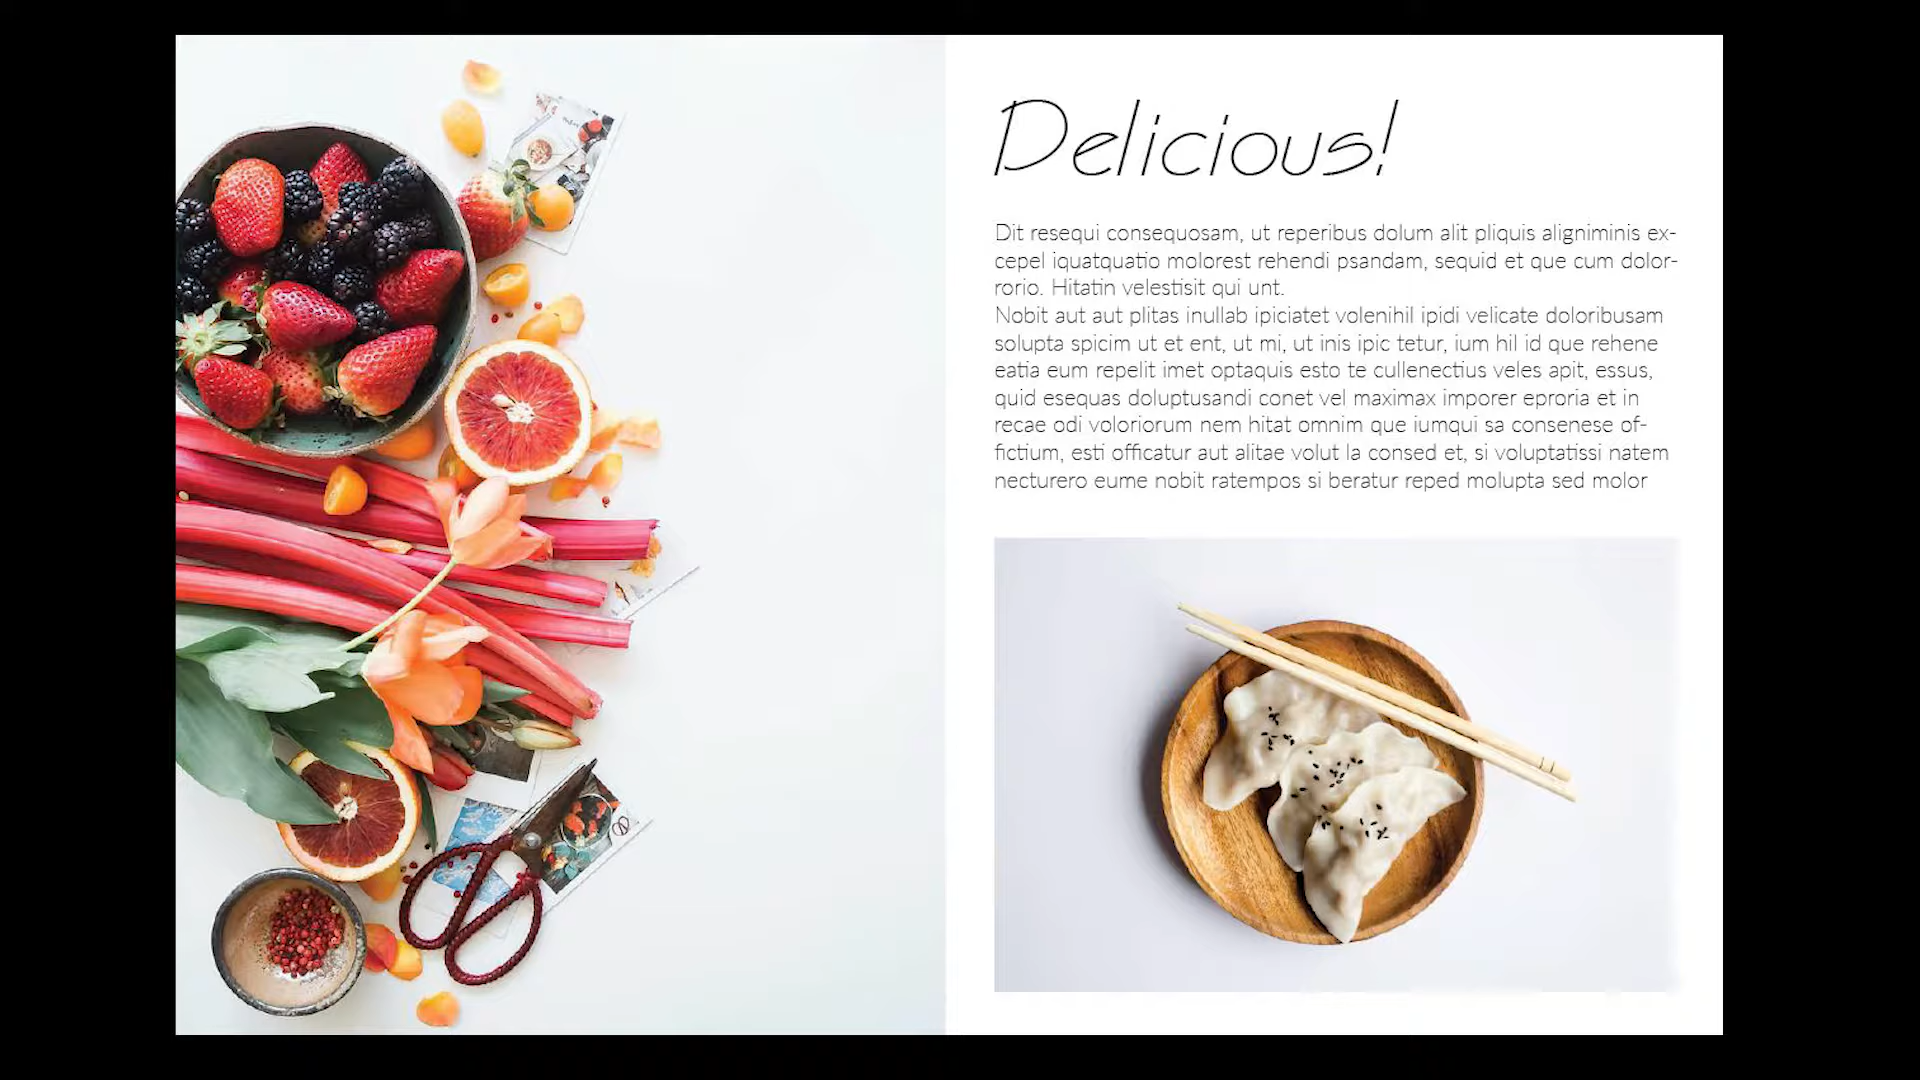 Delicious!
Dit resequi consequosam, ut reperibus dolum alit pliquis aligniminis ex-
cepel iquatquatio molorest rehendi psandam, sequid et que cum dolor-
rorio. Hitatin velestisit qui unt.
Nobit aut aut plitas inullab ipiciatet volenihil ipidi velicate doloribusam
solupta spicim ut et ent, ut mi, ut inis ipic tetur, ium hil id que rehene
eatia eum repelit imet optaquis esto te cullenectius veles apit, essus,
quid esequas doluptusandi conet vel maximax imporer eproria et in
recae odi voloriorum nem hitat omnim que iumqui sa consenese of-
fictium, esti officatur aut alitae volut la consed et, si voluptatissi natem
necturero eume nobit ratempos si beratur reped molupta sed molor